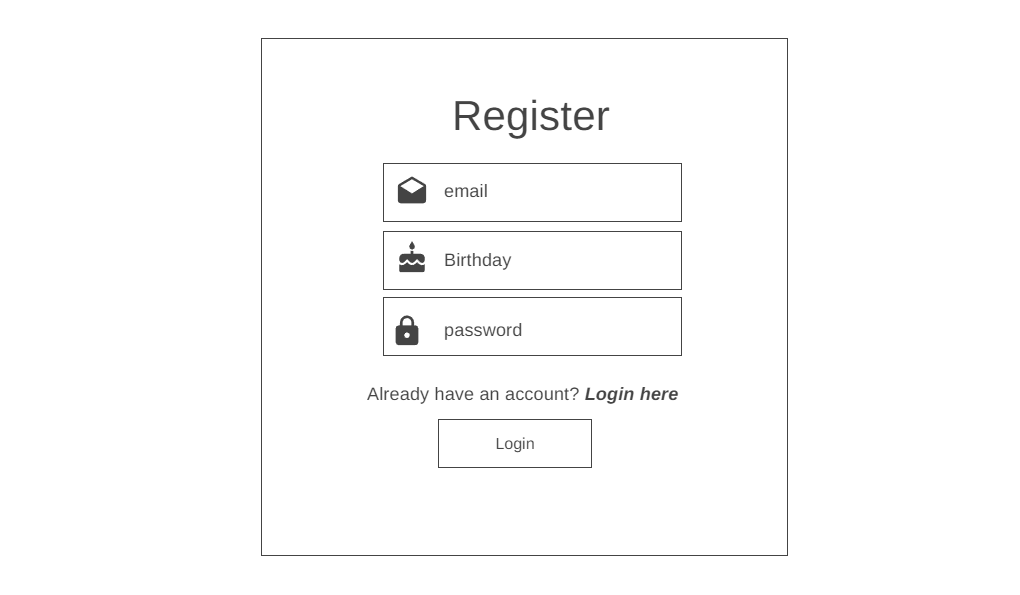 Register
email
Birthday
password
Already have an account? Login here
Login